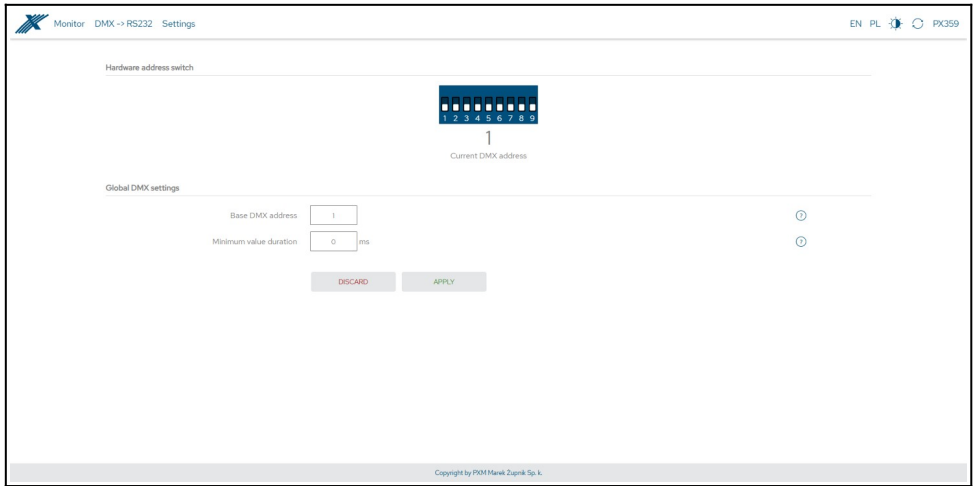 Monitor DMX -> RS232 Settings EN PL PX359
Hardware address switch
1 2 3 4 5 6 7 8 9
1
Current DMX address
Global DMX settings
Base DMX address 1 ?
Minimum value duration 0 ms ?
DISCARD APPLY
Copyright by PXM Marek Żupnik Sp. k.